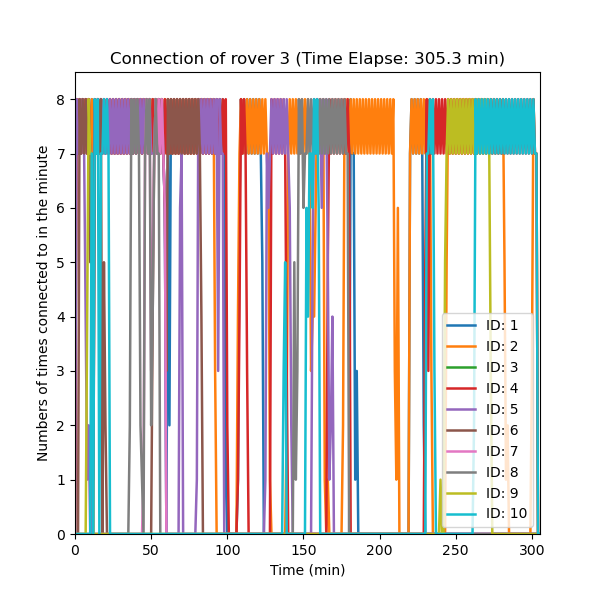 Connection of rover 3 (Time Elapse: 305.3 min)
Numbers of times connected to in the minute
8
7
6
5
4
3
2
1
0
ID: 1
ID: 2
ID: 3
ID: 4
ID: 5
ID: 6
ID: 7
ID: 8
ID: 9
ID: 10
0 50 100 150 200 250 300
Time (min)